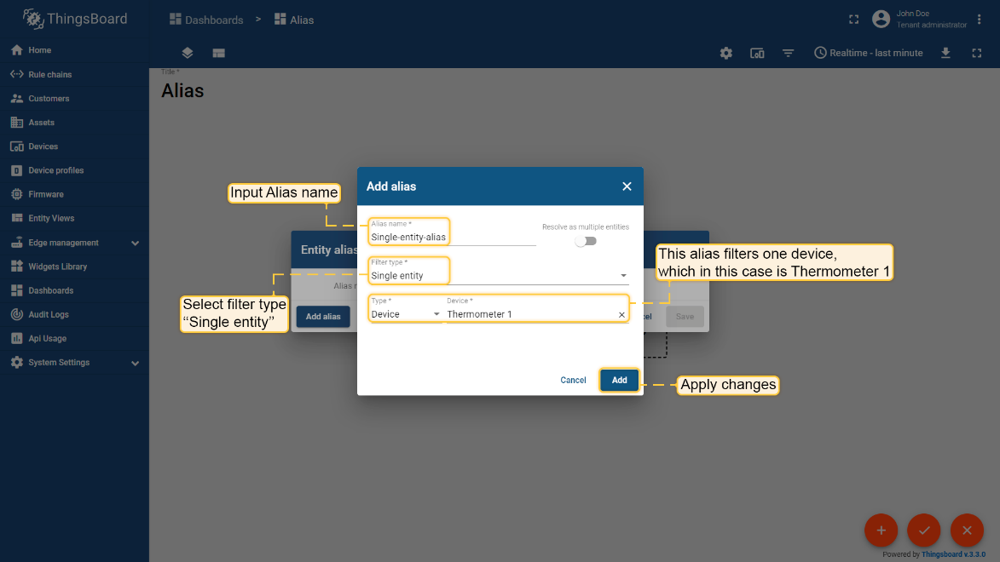 ThingsBoard
Dashboards > Alias
John Doe
Tenant administrator
Realtime - last minute
Home
Rule chains
Customers
Assets
Devices
Device profiles
Firmware
Entity Views
Edge management
Widgets Library
Dashboards
Audit Logs
Api Usage
System Settings
Title *
Alias
Input Alias name
Add alias
Alias name *
Single-entity-alias
Resolve as multiple entities
Filter type *
Single entity
Type *
Device
Device *
Thermometer 1
Cancel
Add
Entity alias
Alias n
Add alias
cel
Save
Select filter type
“Single entity”
This alias filters one device,
which in this case is Thermometer 1
Apply changes
Powered by Thingsboard v.3.3.0